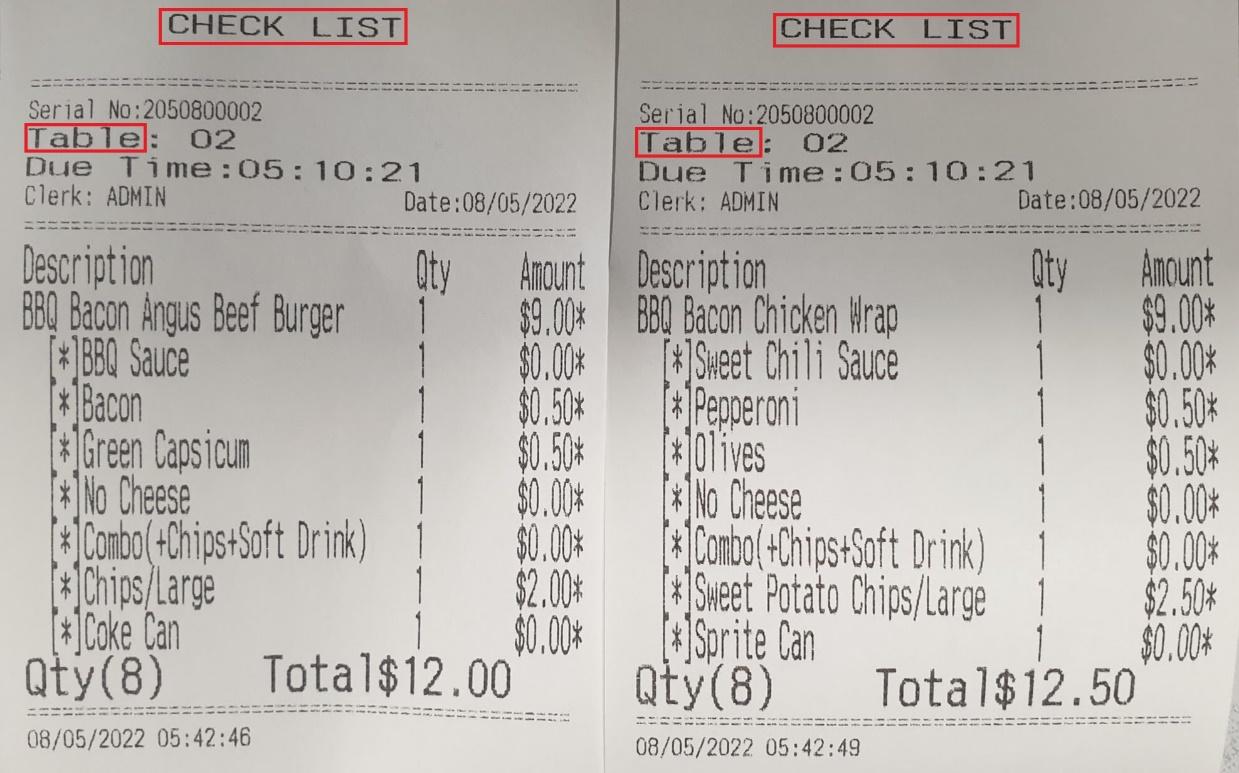 CHECK LIST
Serial No:2050800002
Table: 02
Due Time:05:10:21
Clerk: ADMIN Date:08/05/2022
Description Qty Amount
BBQ Bacon Angus Beef Burger 1 $9.00*
[*]BBQ Sauce 1 $0.00*
[*]Bacon 1 $0.50*
[*]Green Capsicum 1 $0.50*
[*]No Cheese 1 $0.00*
[*]Combo(+Chips+Soft Drink) 1 $0.00*
[*]Chips/Large 1 $2.00*
[*]Coke Can 1 $0.00*
Qty(8) Total$12.00
08/05/2022 05:42:46
CHECK LIST
Serial No:2050800002
Table: 02
Due Time:05:10:21
Clerk: ADMIN Date:08/05/2022
Description Qty Amount
BBQ Bacon Chicken Wrap 1 $9.00*
[*]Sweet Chili Sauce 1 $0.00*
[*]Pepperoni 1 $0.50*
[*]Olives 1 $0.50*
[*]No Cheese 1 $0.00*
[*]Combo(+Chips+Soft Drink) 1 $0.00*
[*]Sweet Potato Chips/Large 1 $2.50*
[*]Sprite Can 1 $0.00*
Qty(8) Total$12.50
08/05/2022 05:42:49